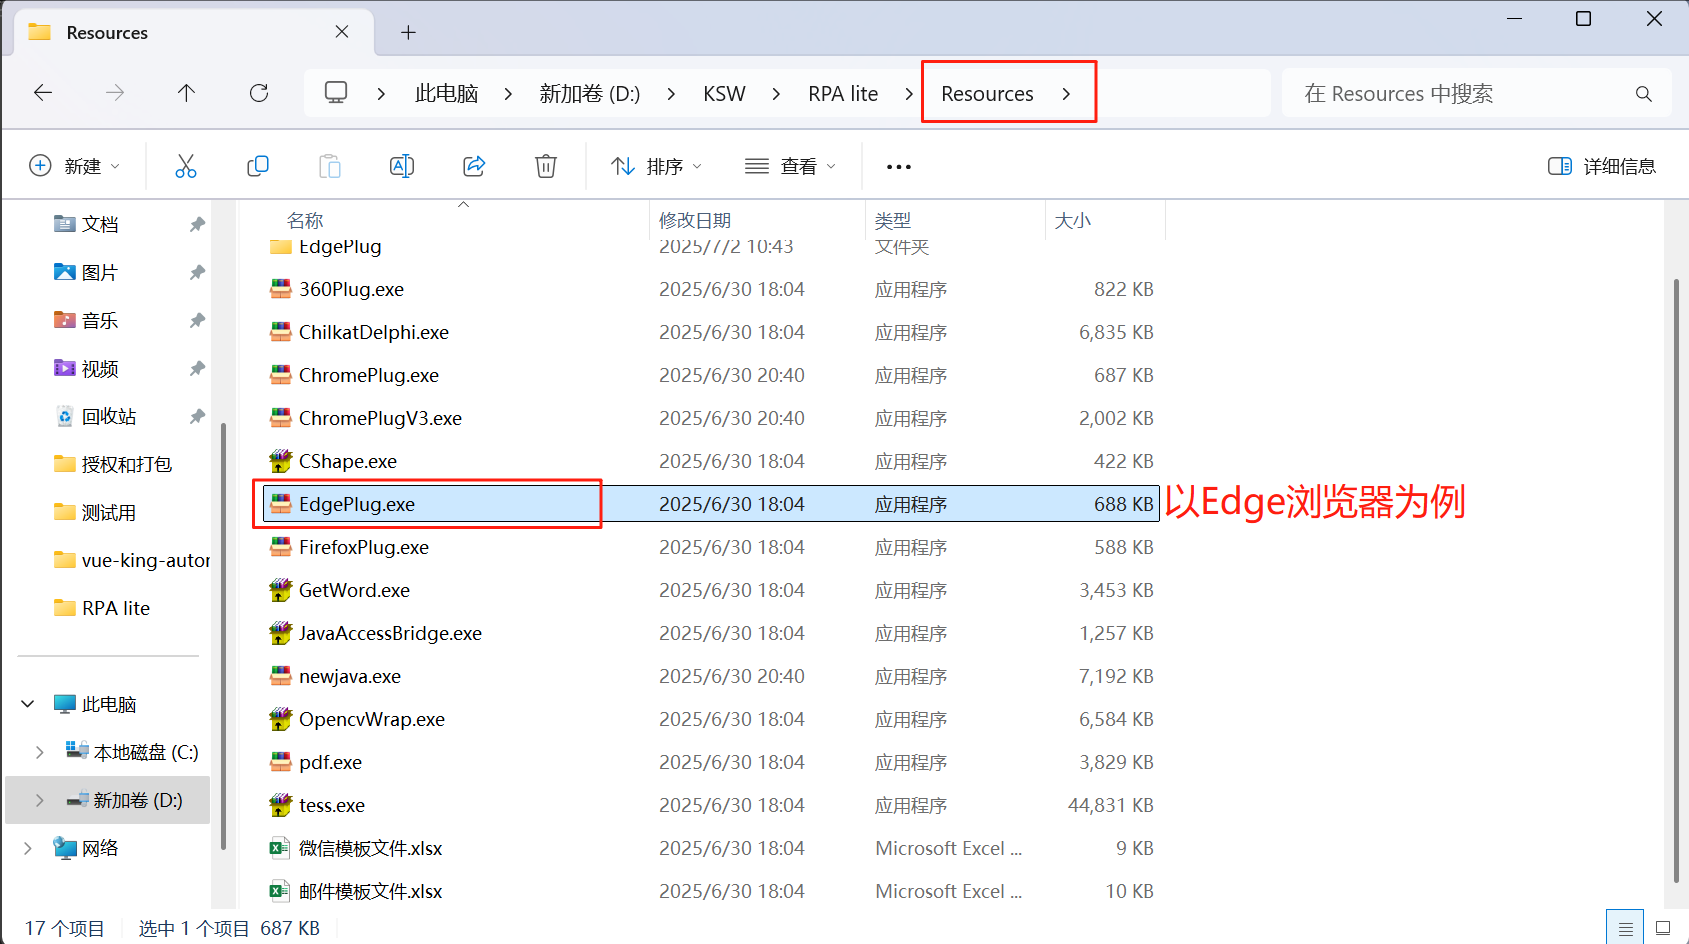 Resources
此电脑 > 新加卷 (D:) > KSW > RPA lite > Resources >
在 Resources 中搜索
新建
排序
查看
详细信息
文档
图片
音乐
视频
回收站
授权和打包
测试用
vue-king-autor
RPA lite
此电脑
本地磁盘 (C:)
新加卷 (D:)
网络
名称 修改日期 类型 大小
EdgePlug 2025/7/2 10:43 文件夹
360Plug.exe 2025/6/30 18:04 应用程序 822 KB
ChilkatDelphi.exe 2025/6/30 18:04 应用程序 6,835 KB
ChromePlug.exe 2025/6/30 20:40 应用程序 687 KB
ChromePlugV3.exe 2025/6/30 20:40 应用程序 2,002 KB
CShape.exe 2025/6/30 18:04 应用程序 422 KB
EdgePlug.exe 2025/6/30 18:04 应用程序 688 KB 以Edge浏览器为例
FirefoxPlug.exe 2025/6/30 18:04 应用程序 588 KB
GetWord.exe 2025/6/30 18:04 应用程序 3,453 KB
JavaAccessBridge.exe 2025/6/30 18:04 应用程序 1,257 KB
newjava.exe 2025/6/30 20:40 应用程序 7,192 KB
OpencvWrap.exe 2025/6/30 18:04 应用程序 6,584 KB
pdf.exe 2025/6/30 18:04 应用程序 3,829 KB
tess.exe 2025/6/30 18:04 应用程序 44,831 KB
微信模板文件.xlsx 2025/6/30 18:04 Microsoft Excel ... 9 KB
邮件模板文件.xlsx 2025/6/30 18:04 Microsoft Excel ... 10 KB
17 个项目 选中 1 个项目 687 KB